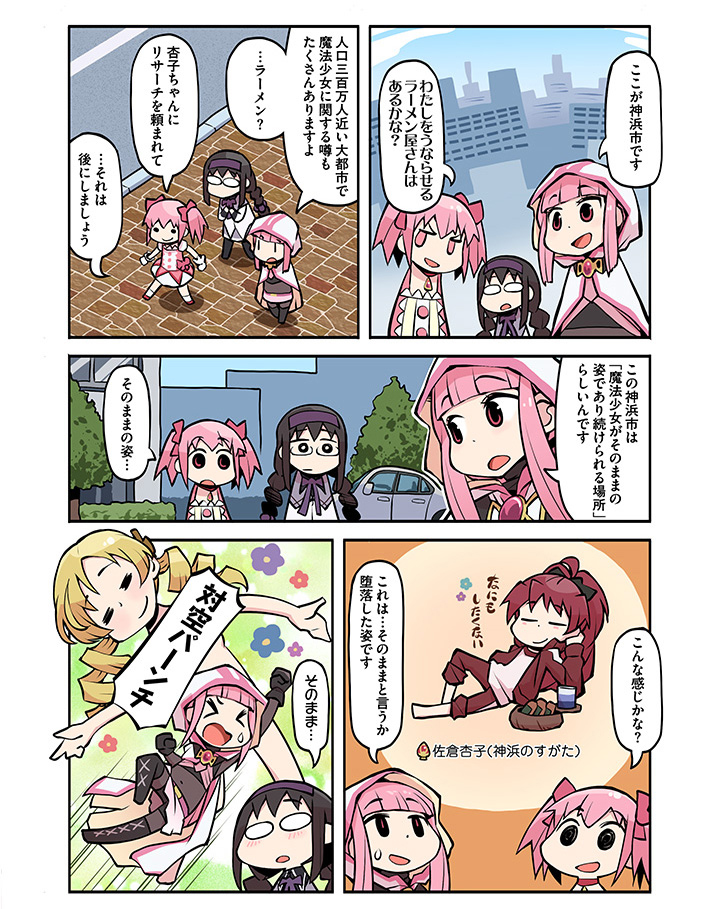 ここが神浜市です
わたしをうならせる
ラーメン屋さんは
あるかな?
人口三百万人近い大都市で
魔法少女に関する噂も
たくさんありますよ
…ラーメン?
杏子ちゃんに
リサーチを頼まれて
…それは
後にしましょう
この神浜市は
「魔法少女がそのままの
姿であり続けられる場所」
らしいんです
そのままの姿…
こんな感じかな?
なにも
したくない
佐倉杏子(神浜のすがた)
これは…そのままと言うか
堕落した姿です
そのまま…
対空パーンチ